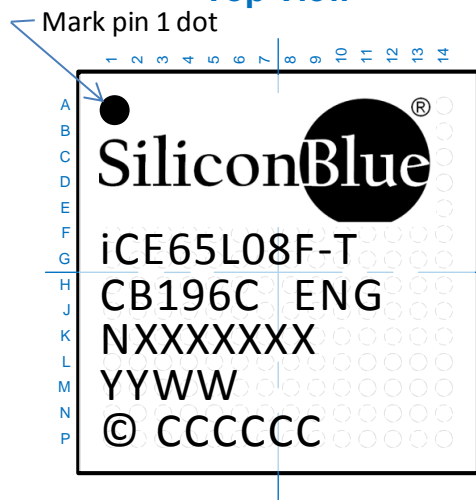 Top View
Mark pin 1 dot
1 2 3 4 5 6 7 8 9 10 11 12 13 14
A
B
C
D
E
F
G
H
J
K
L
M
N
P
SiliconBlue®
iCE65L08F-T
CB196C ENG
NXXXXXXX
YYWW
© CCCCCC